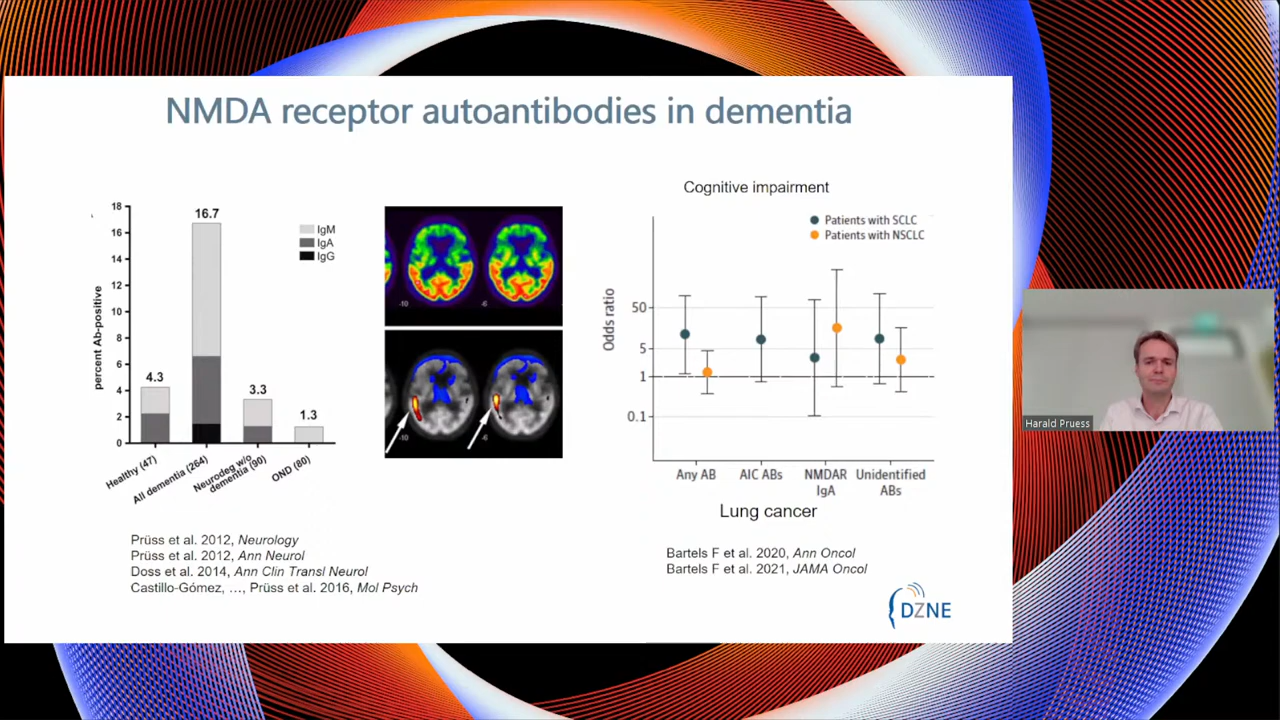 NMDA receptor autoantibodies in dementia
percent Ab-positive
18
16
14
12
10
8
6
4
2
0
4.3
16.7
3.3
1.3
IgM
IgA
IgG
Healthy (47)
All dementia (264)
Neurodeg w/o
dementia (90)
OND (80)
-10
-6
-10
-6
Cognitive impairment
Patients with SCLC
Patients with NSCLC
Odds ratio
50
5
1
0.1
Any AB
AIC ABs
NMDAR
IgA
Unidentified
ABs
Lung cancer
Prüss et al. 2012, Neurology
Prüss et al. 2012, Ann Neurol
Doss et al. 2014, Ann Clin Transl Neurol
Castillo-Gómez, …, Prüss et al. 2016, Mol Psych
Bartels F et al. 2020, Ann Oncol
Bartels F et al. 2021, JAMA Oncol
DZNE
Harald Pruess